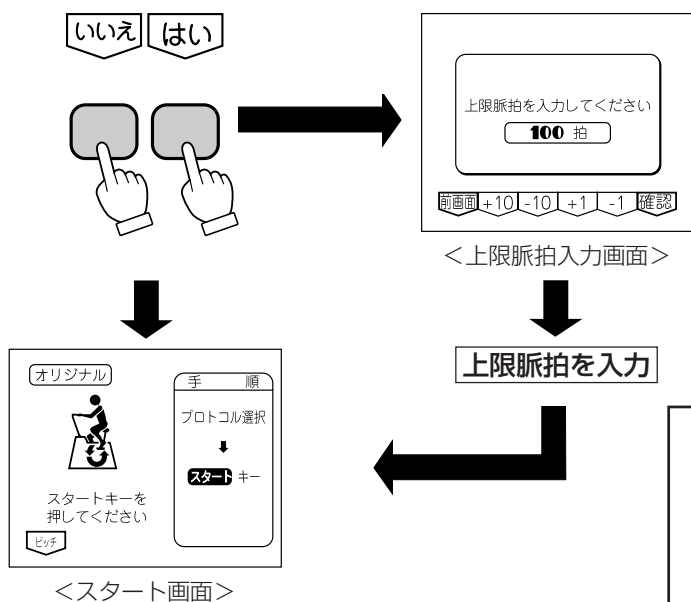 いいえ はい
上限脈拍を入力してください
100 拍
前画面 +10 -10 +1 -1 確認
＜上限脈拍入力画面＞
上限脈拍を入力
オリジナル
手 順
プロトコル選択
スタート キー
スタートキーを
押してください
ピッチ
＜スタート画面＞